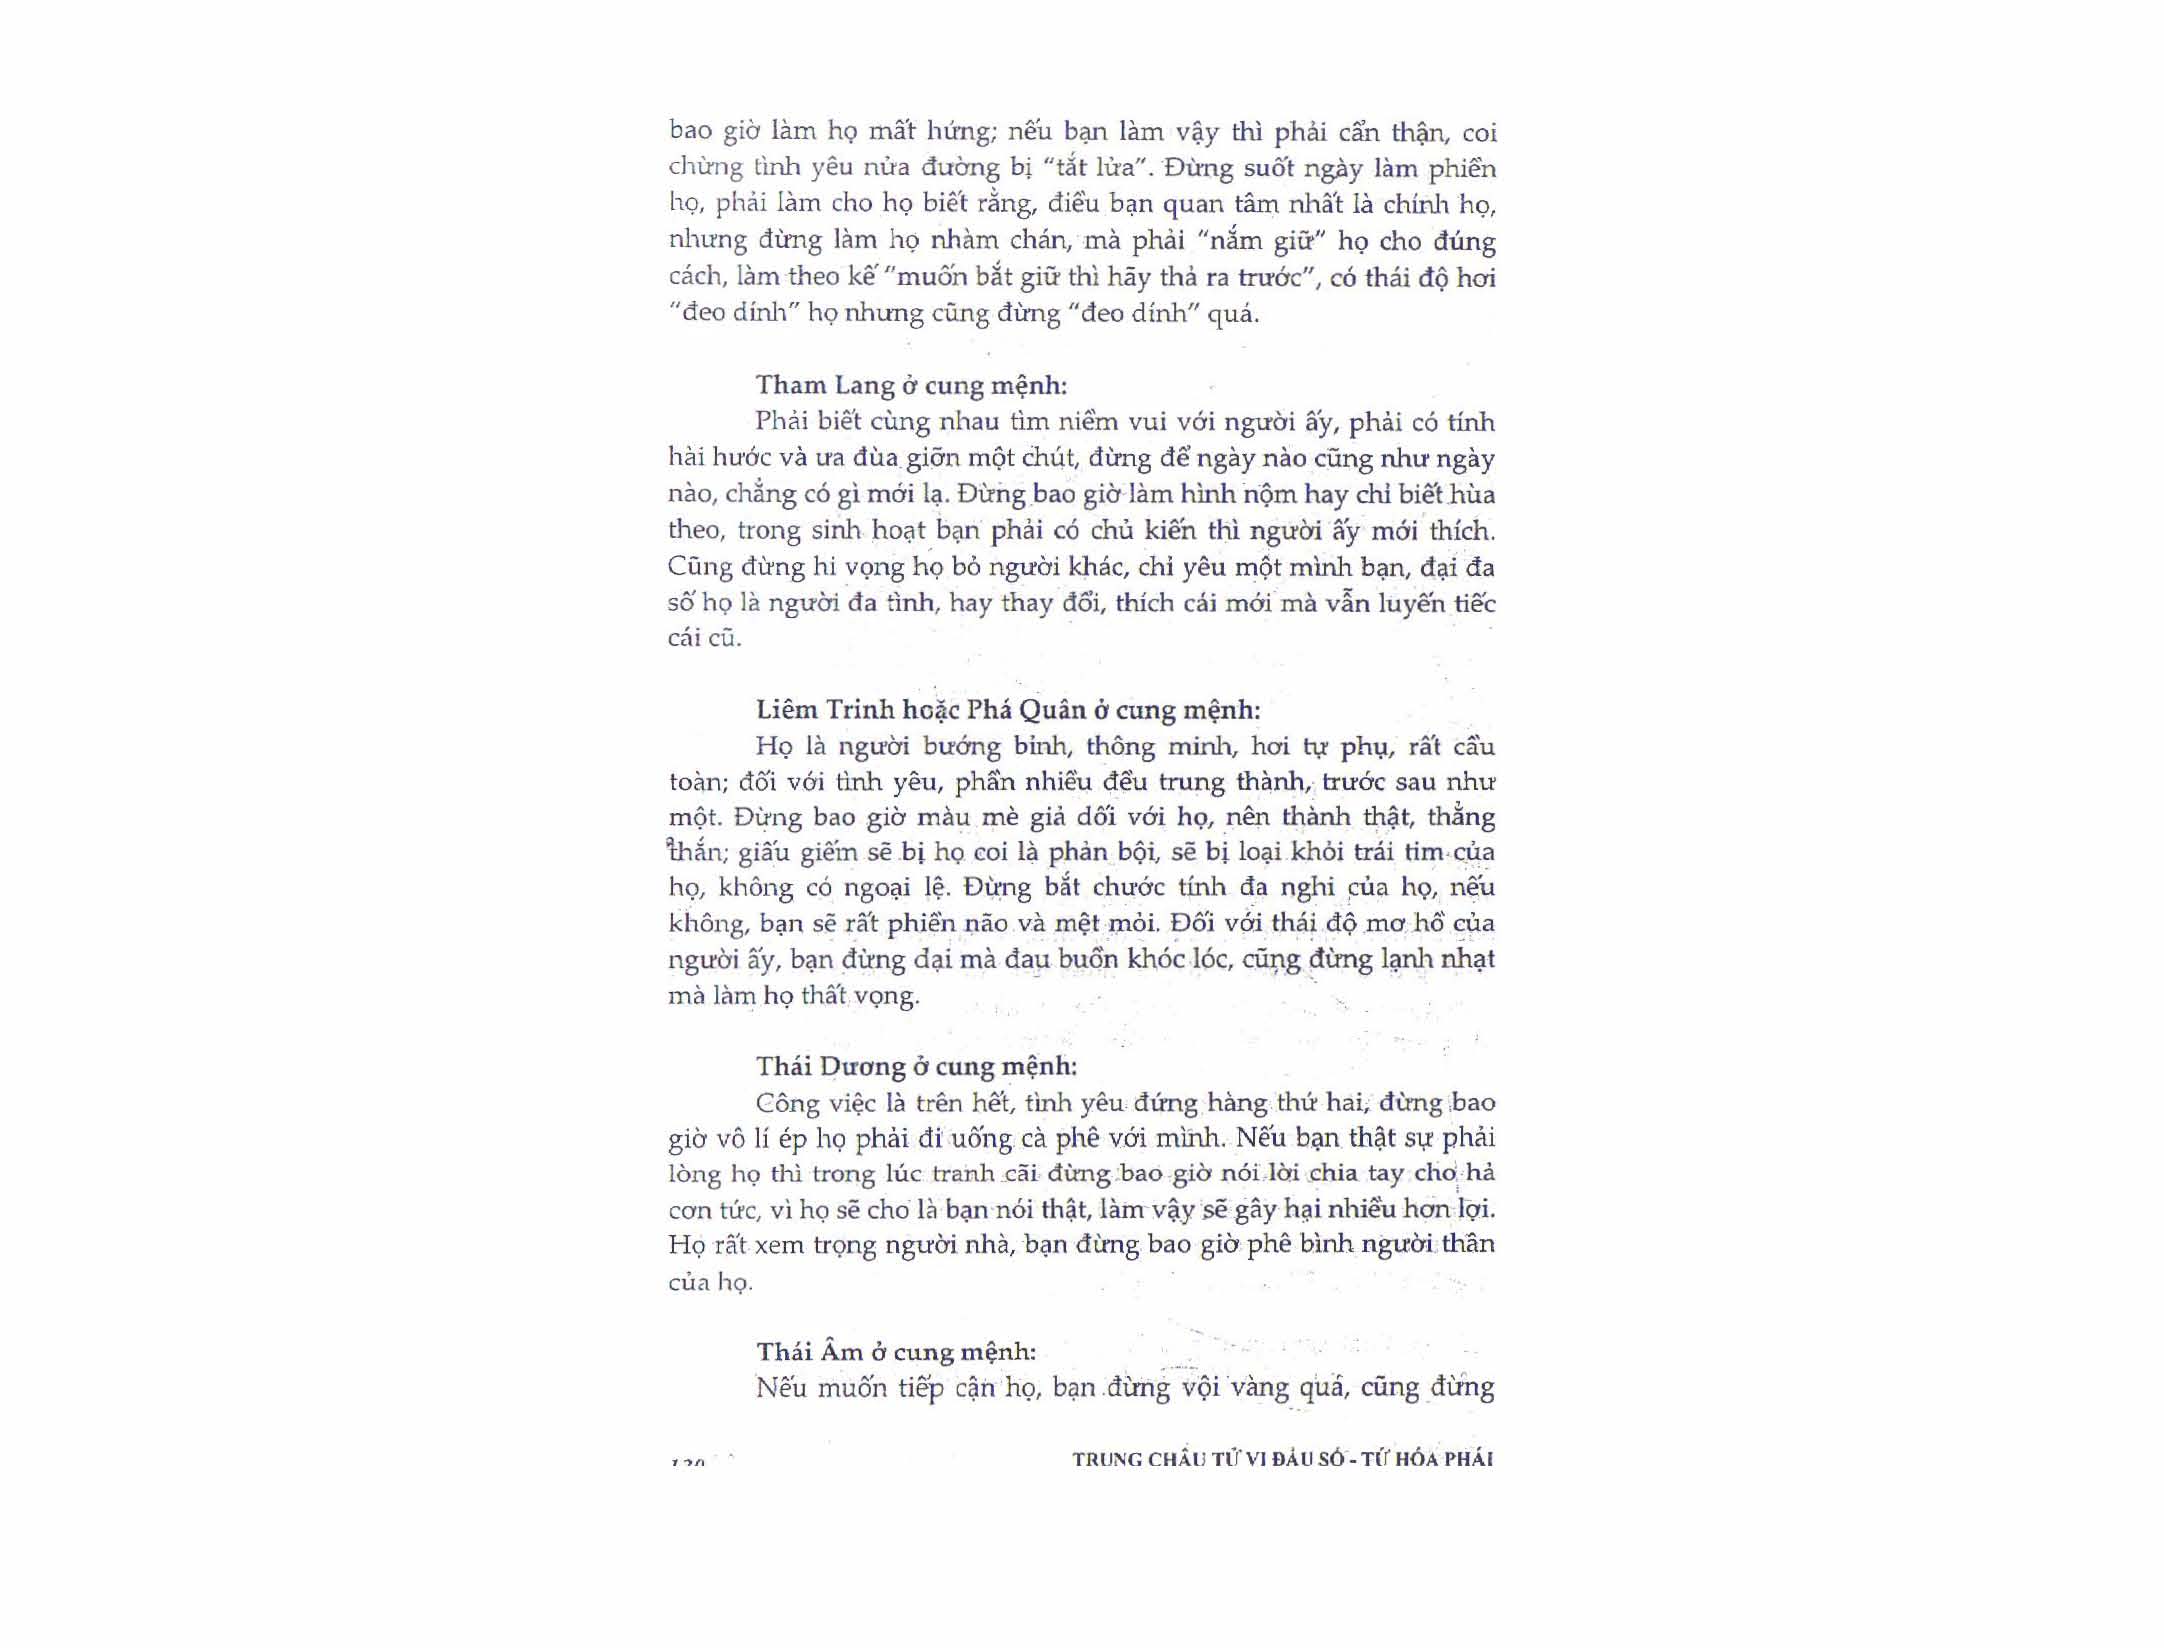 bao giờ làm họ mất hứng; nếu bạn làm vậy thì phải cẩn thận, coi
chừng tình yêu nửa đường bị “tắt lửa”. Đừng suốt ngày làm phiền
họ, phải làm cho họ biết rằng, điều bạn quan tâm nhất là chính họ,
nhưng đừng làm họ nhàm chán, mà phải “nắm giữ” họ cho đúng
cách, làm theo kế “muốn bắt giữ thì hãy thả ra trước”, có thái độ hơi
“đeo dính” họ nhưng cũng đừng “đeo dính” quá.
Tham Lang ở cung mệnh:
Phải biết cùng nhau tìm niềm vui với người ấy, phải có tính
hài hước và ưa đùa giỡn một chút, đừng để ngày nào cũng như ngày
nào, chẳng có gì mới lạ. Đừng bao giờ làm hình nộm hay chỉ biết hùa
theo, trong sinh hoạt bạn phải có chủ kiến thì người ấy mới thích.
Cũng đừng hi vọng họ bỏ người khác, chỉ yêu một mình bạn, đại đa
số họ là người đa tình, hay thay đổi, thích cái mới mà vẫn luyến tiếc
cái cũ.
Liêm Trinh hoặc Phá Quân ở cung mệnh:
Họ là người bướng bỉnh, thông minh, hơi tự phụ, rất cầu
toàn; đối với tình yêu, phần nhiều đều trung thành, trước sau như
một. Đừng bao giờ màu mè giả dối với họ, nên thành thật, thẳng
thắn; giấu giếm sẽ bị họ coi là phản bội, sẽ bị loại khỏi trái tim của
họ, không có ngoại lệ. Đừng bắt chước tính đa nghi của họ, nếu
không, bạn sẽ rất phiền não và mệt mỏi. Đối với thái độ mơ hồ của
người ấy, bạn đừng dại mà đau buồn khóc lóc, cũng đừng lạnh nhạt
mà làm họ thất vọng.
Thái Dương ở cung mệnh:
Công việc là trên hết, tình yêu đứng hàng thứ hai, đừng bao
giờ vô lí ép họ phải đi uống cà phê với mình. Nếu bạn thật sự phải
lòng họ thì trong lúc tranh cãi đừng bao giờ nói lời chia tay cho hả
cơn tức, vì họ sẽ cho là bạn nói thật, làm vậy sẽ gây hại nhiều hơn lợi.
Họ rất xem trọng người nhà, bạn đừng bao giờ phê bình người thân
của họ.
Thái Âm ở cung mệnh:
Nếu muốn tiếp cận họ, bạn đừng vội vàng quá, cũng đừng
TRUNG CHÂU TỬ VI ĐẨU SỐ - TỨ HÓA PHÁI